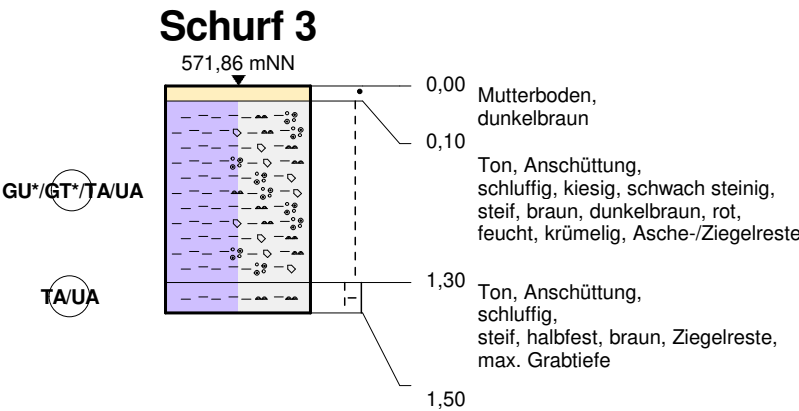 Schurf 3
571,86 mNN
0,00
Mutterboden,
dunkelbraun
0,10
Ton, Anschüttung,
schluffig, kiesig, schwach steinig,
steif, braun, dunkelbraun, rot,
feucht, krümelig, Asche-/Ziegelreste
GU*/GT*/TA/UA
1,30
Ton, Anschüttung,
schluffig,
steif, halbfest, braun, Ziegelreste,
max. Grabtiefe
TA/UA
1,50